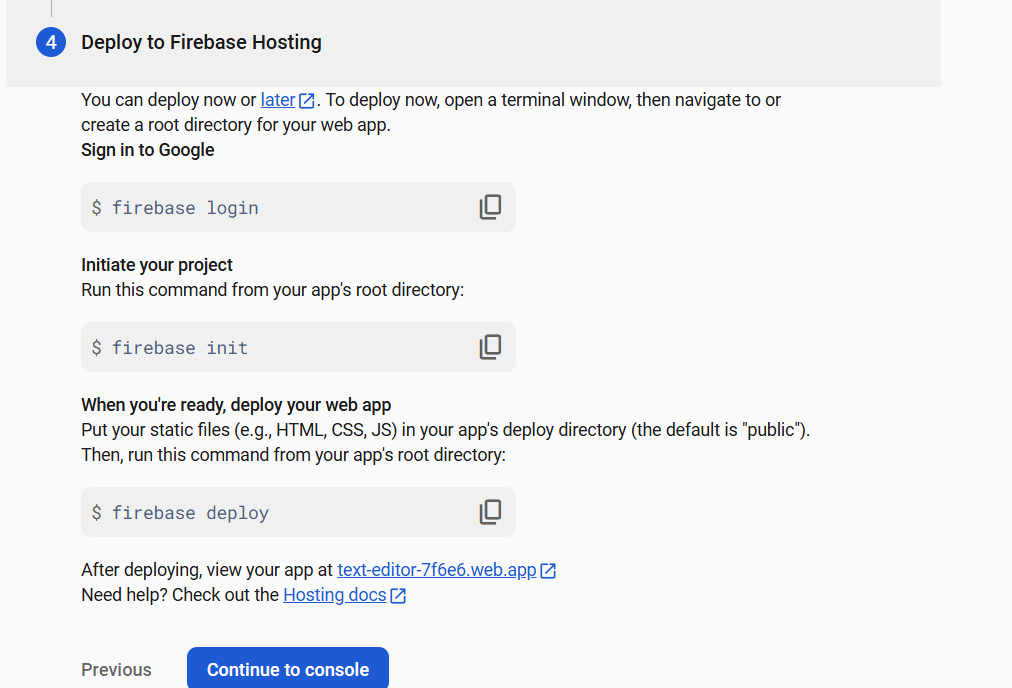 4 Deploy to Firebase Hosting
You can deploy now or later. To deploy now, open a terminal window, then navigate to or
create a root directory for your web app.
Sign in to Google
$ firebase login
Initiate your project
Run this command from your app's root directory:
$ firebase init
When you're ready, deploy your web app
Put your static files (e.g., HTML, CSS, JS) in your app's deploy directory (the default is "public").
Then, run this command from your app's root directory:
$ firebase deploy
After deploying, view your app at text-editor-7f6e6.web.app
Need help? Check out the Hosting docs
Previous Continue to console